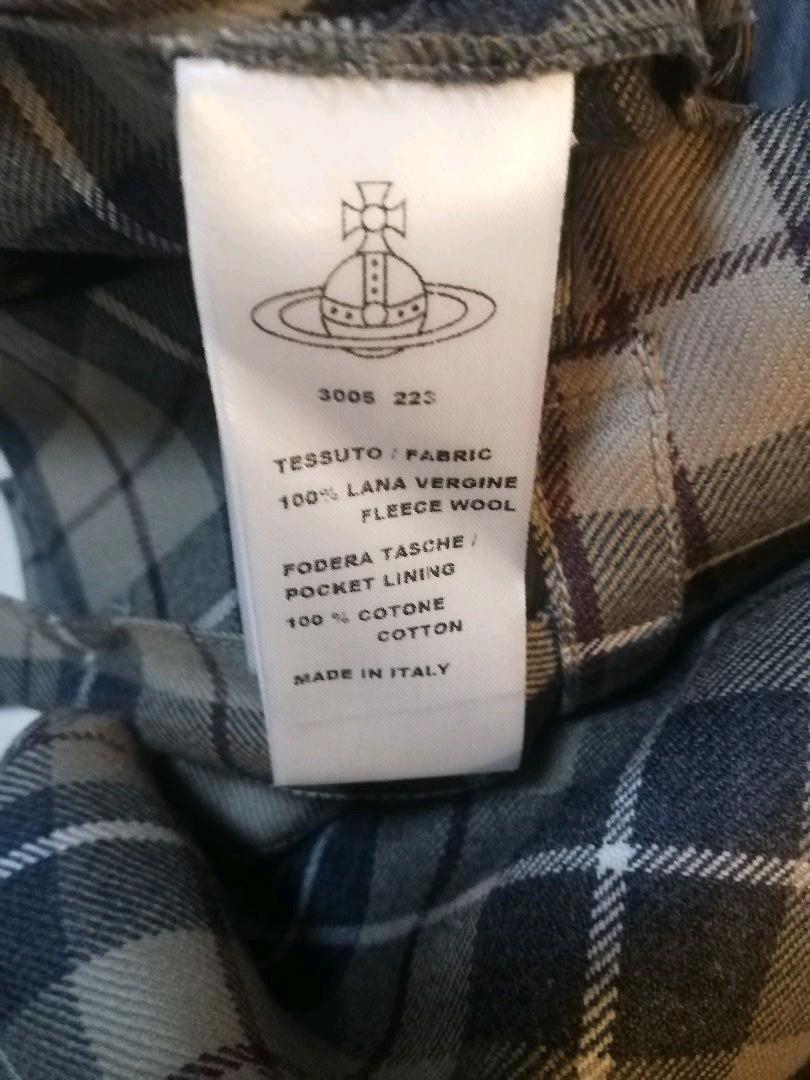 3005 223
TESSUTO / FABRIC
100% LANA VERGINE
FLEECE WOOL
FODERA TASCHE /
POCKET LINING
100 % COTONE
COTTON
MADE IN ITALY